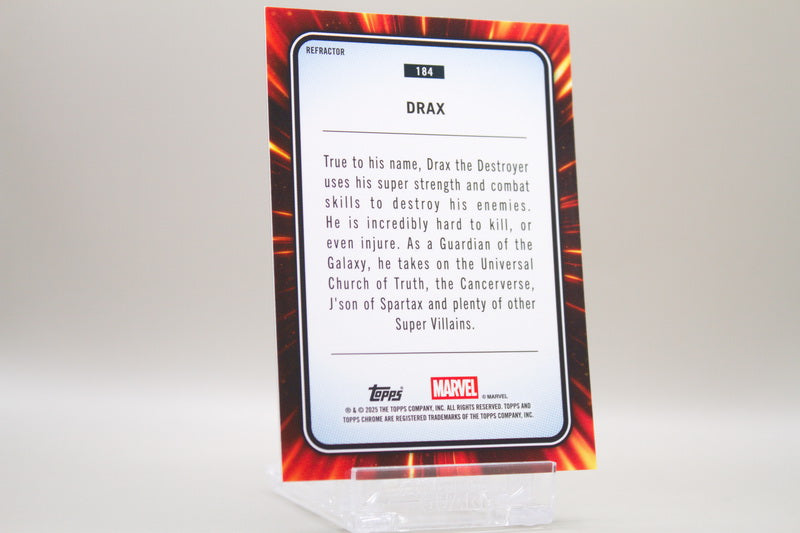 REFRACTOR
184
DRAX
True to his name, Drax the Destroyer
uses his super strength and combat
skills to destroy his enemies.
He is incredibly hard to kill, or
even injure. As a Guardian of the
Galaxy, he takes on the Universal
Church of Truth, the Cancerverse,
J'son of Spartax and plenty of other
Super Villains.
Topps® MARVEL © MARVEL
® & © 2025 THE TOPPS COMPANY, INC. ALL RIGHTS RESERVED. TOPPS AND
TOPPS CHROME ARE REGISTERED TRADEMARKS OF THE TOPPS COMPANY, INC.